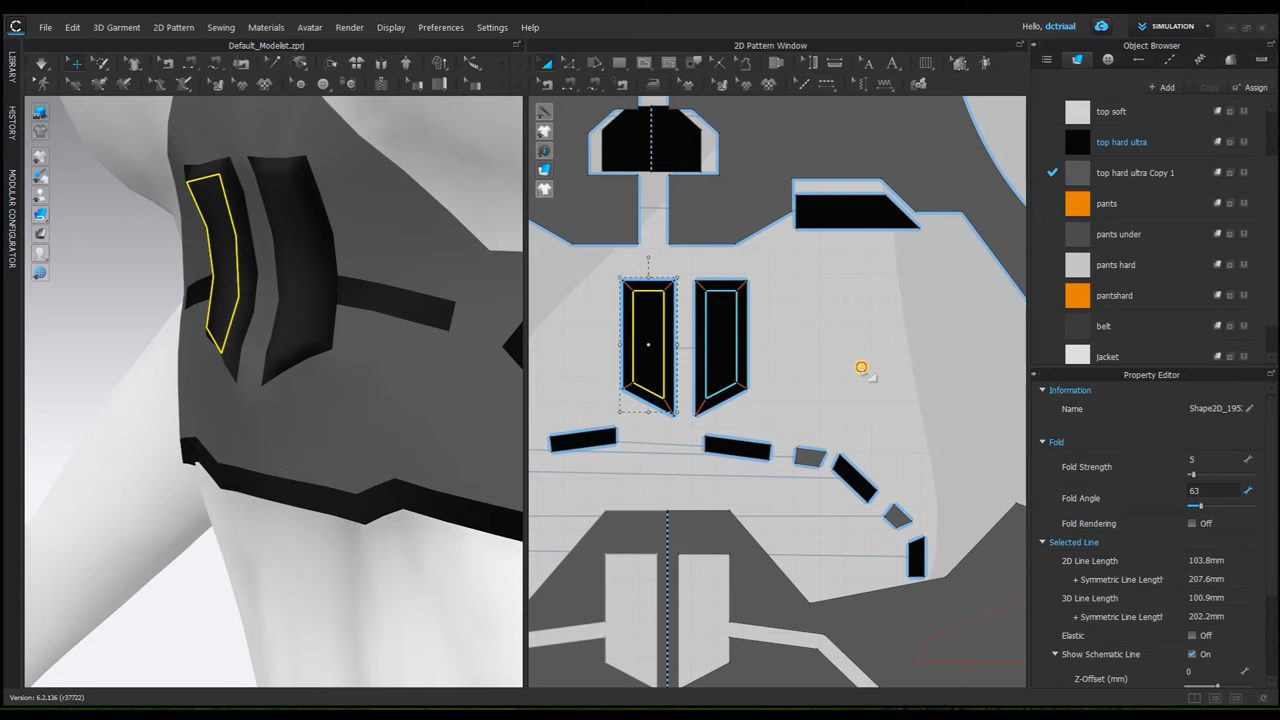 File Edit 3D Garment 2D Pattern Sewing Materials Avatar Render Display Preferences Settings Help
Hello, dctriaal
SIMULATION
Default_Modelist.zprj
2D Pattern Window
Object Browser
LIBRARY
HISTORY
MODULAR CONFIGURATOR
+ Add
Copy
Assign
top soft
top hard ultra
top hard ultra Copy 1
pants
pants under
pants hard
pantshard
belt
jacket
Property Editor
Information
Name Shape2D_195
Fold
Fold Strength 5
Fold Angle 63
Fold Rendering Off
Selected Line
2D Line Length 103.8mm
+ Symmetric Line Lengt 207.6mm
3D Line Length 100.9mm
+ Symmetric Line Lengt 202.2mm
Elastic Off
Show Schematic Line On
Z-Offset (mm) 0
Version: 6.2.136 (r37722)